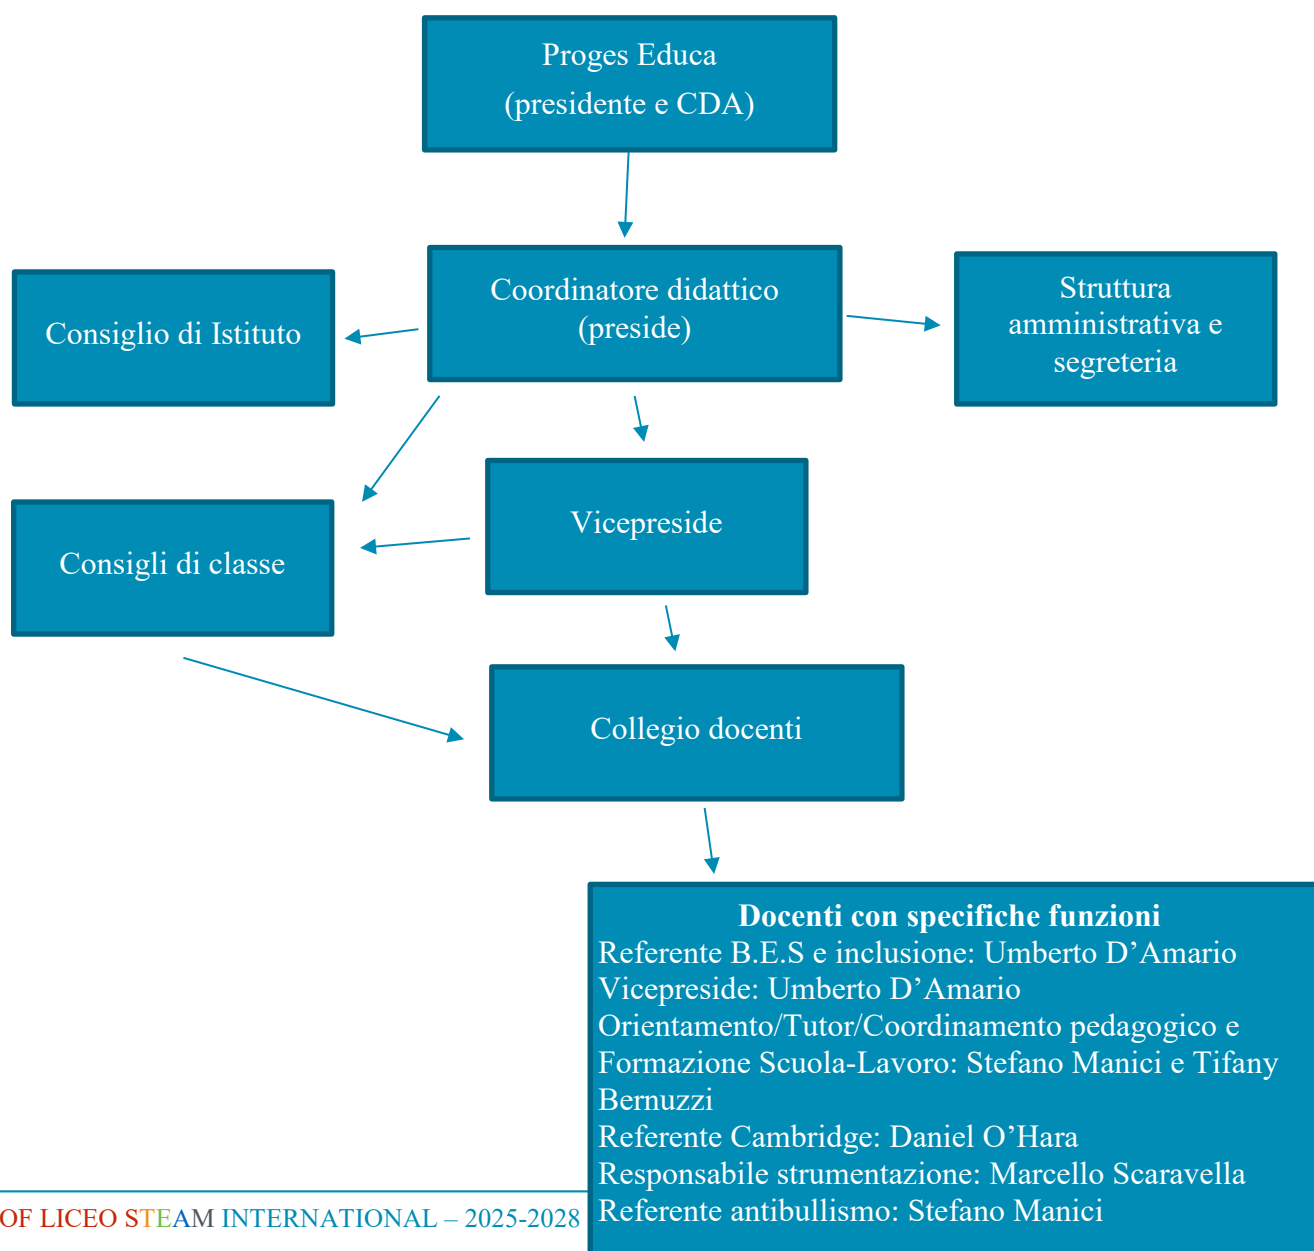 Proges Educa
(presidente e CDA)
Coordinatore didattico
(preside)
Struttura
amministrativa e
segreteria
Consiglio di Istituto
Vicepreside
Consigli di classe
Collegio docenti
Docenti con specifiche funzioni
Referente B.E.S e inclusione: Umberto D’Amario
Vicepreside: Umberto D’Amario
Orientamento/Tutor/Coordinamento pedagogico e
Formazione Scuola-Lavoro: Stefano Manici e Tifany
Bernuzzi
Referente Cambridge: Daniel O’Hara
Responsabile strumentazione: Marcello Scaravella
Referente antibullismo: Stefano Manici
OF LICEO STEAM INTERNATIONAL – 2025-2028